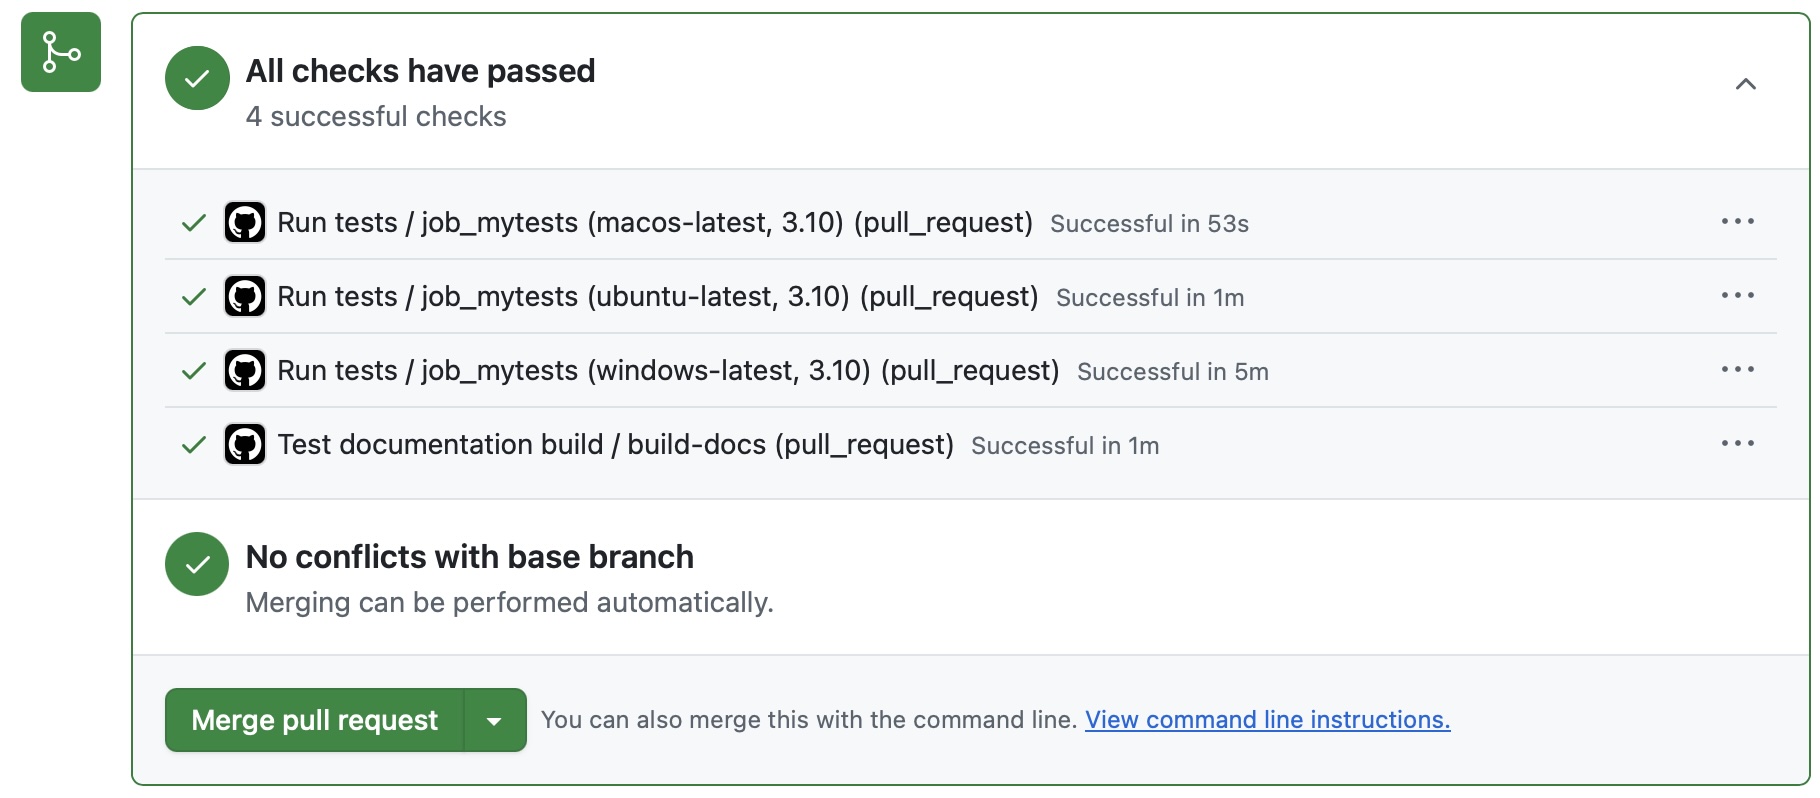 All checks have passed
4 successful checks
Run tests / job_mytests (macos-latest, 3.10) (pull_request) Successful in 53s
Run tests / job_mytests (ubuntu-latest, 3.10) (pull_request) Successful in 1m
Run tests / job_mytests (windows-latest, 3.10) (pull_request) Successful in 5m
Test documentation build / build-docs (pull_request) Successful in 1m
No conflicts with base branch
Merging can be performed automatically.
Merge pull request You can also merge this with the command line. View command line instructions.